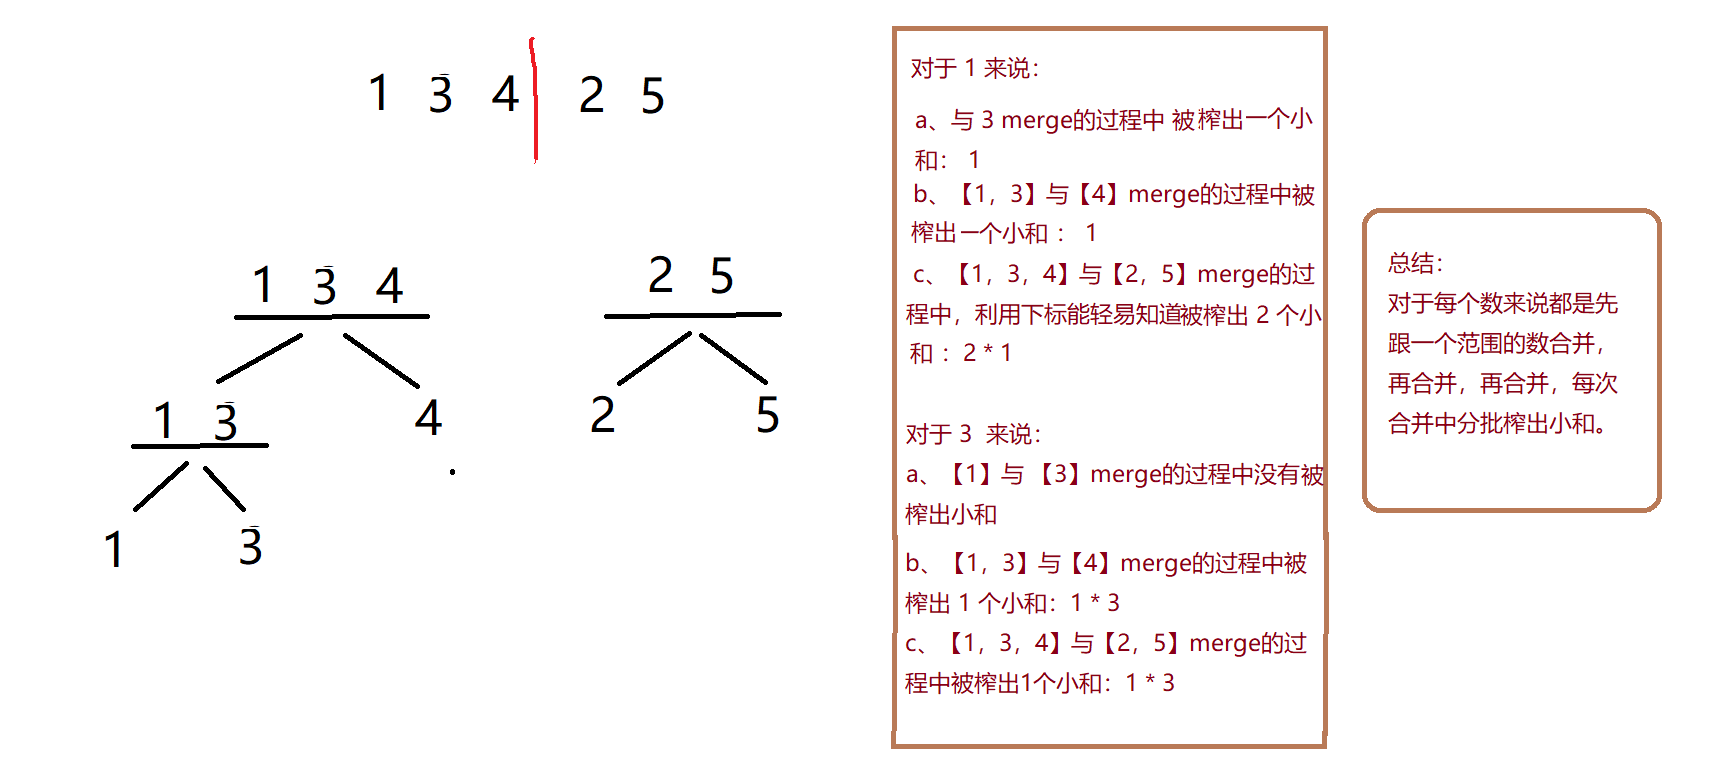 1 3 4 2 5
1 3 4
2 5
1 3
4
2
5
1
3
对于 1 来说：
a、与 3 merge的过程中 被榨出一个小
和： 1
b、【1，3】与【4】merge的过程中被
榨出一个小和 ： 1
c、【1，3，4】与【2，5】merge的过
程中，利用下标能轻易知道被榨出 2 个小
和 ：2 * 1
对于 3 来说：
a、【1】与 【3】merge的过程中没有被
榨出小和
b、【1，3】与【4】merge的过程中被
榨出 1 个小和：1 * 3
c、【1，3，4】与【2，5】merge的过
程中被榨出1个小和：1 * 3
总结：
对于每个数来说都是先
跟一个范围的数合并，
再合并，再合并，每次
合并中分批榨出小和。